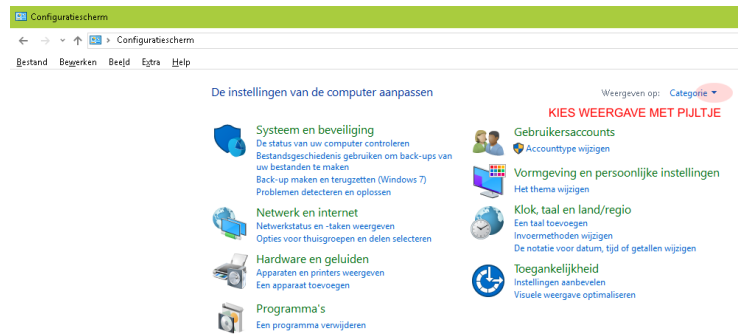 Configuratiescherm
Configuratiescherm
Bestand Bewerken Beeld Extra Help
De instellingen van de computer aanpassen
Weergeven op: Categorie
KIES WEERGAVE MET PIJLTJE
Systeem en beveiliging
De status van uw computer controleren
Bestandsgeschiedenis gebruiken om back-ups van
uw bestanden te maken
Back-up maken en terugzetten (Windows 7)
Problemen detecteren en oplossen
Netwerk en internet
Netwerkstatus en -taken weergeven
Opties voor thuisgroepen en delen selecteren
Hardware en geluiden
Apparaten en printers weergeven
Een apparaat toevoegen
Programma's
Een programma verwijderen
Gebruikersaccounts
Accounttype wijzigen
Vormgeving en persoonlijke instellingen
Het thema wijzigen
Klok, taal en land/regio
Een taal toevoegen
Invoermethoden wijzigen
De notatie voor datum, tijd of getallen wijzigen
Toegankelijkheid
Instellingen aanbevelen
Visuele weergave optimaliseren